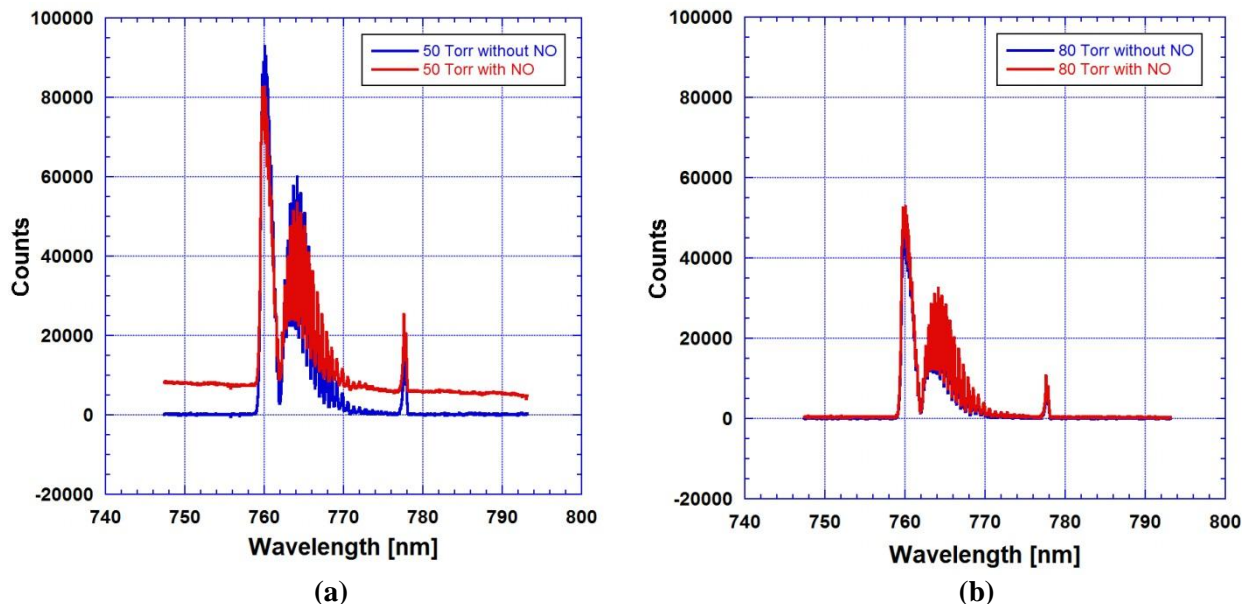 100000
80000
60000
40000
20000
0
-20000
Counts
50 Torr without NO
50 Torr with NO
740 750 760 770 780 790 800
Wavelength [nm]
(a)
100000
80000
60000
40000
20000
0
-20000
Counts
80 Torr without NO
80 Torr with NO
740 750 760 770 780 790 800
Wavelength [nm]
(b)